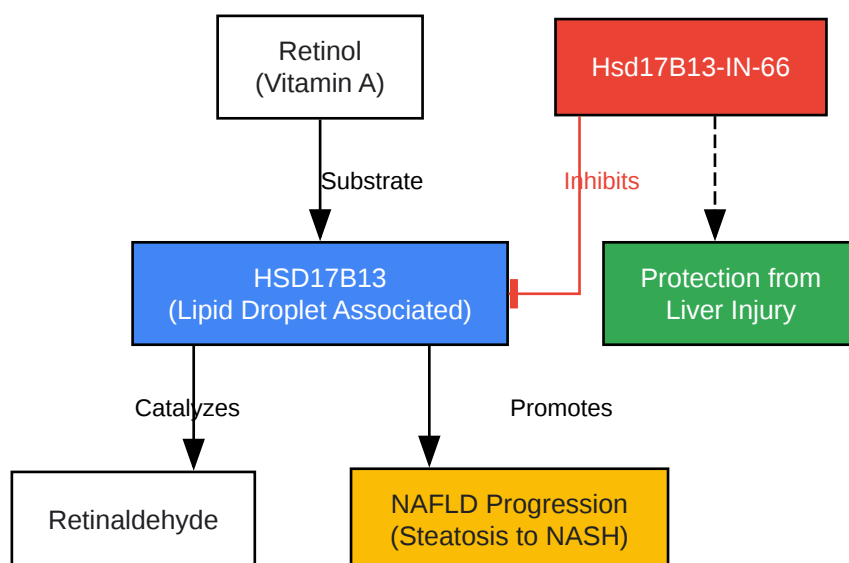 Retinol
(Vitamin A)
Hsd17B13-IN-66
Substrate
Inhibits
HSD17B13
(Lipid Droplet Associated)
Protection from
Liver Injury
Catalyzes
Promotes
Retinaldehyde
NAFLD Progression
(Steatosis to NASH)